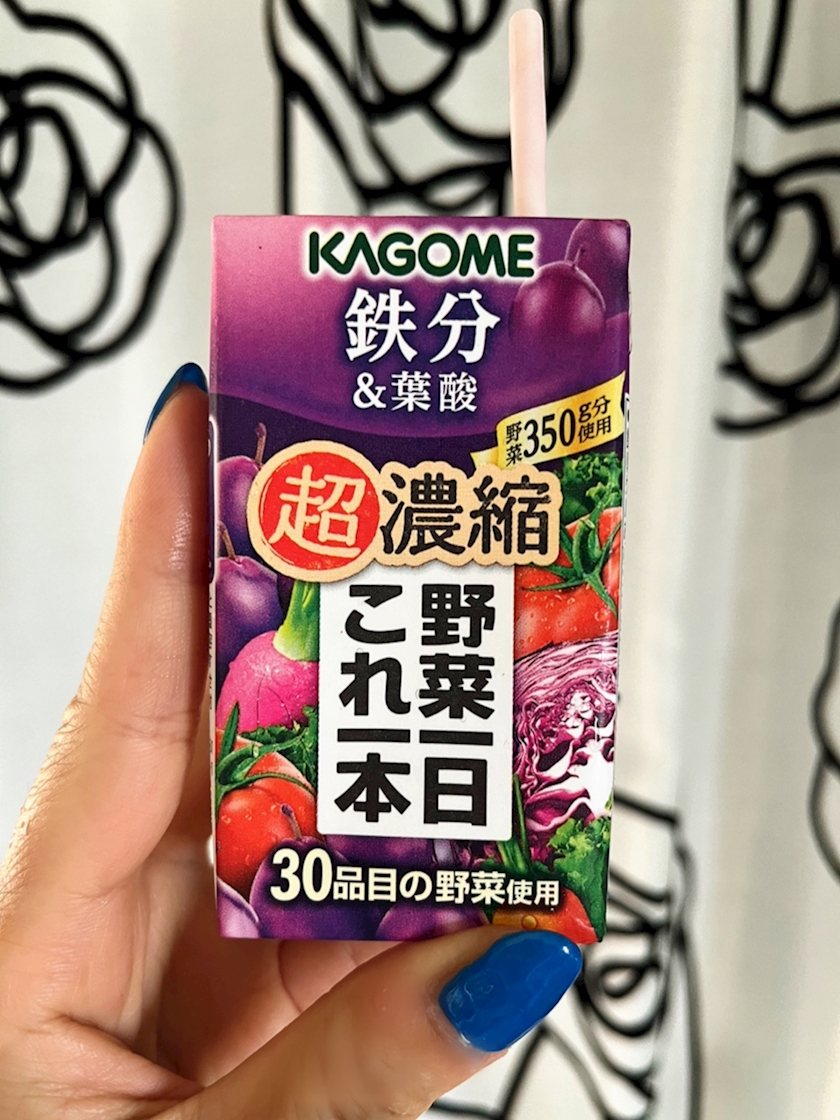 KAGOME
鉄分
&葉酸
野菜350g分使用
超濃縮
野菜一日
これ一本
30品目の野菜使用